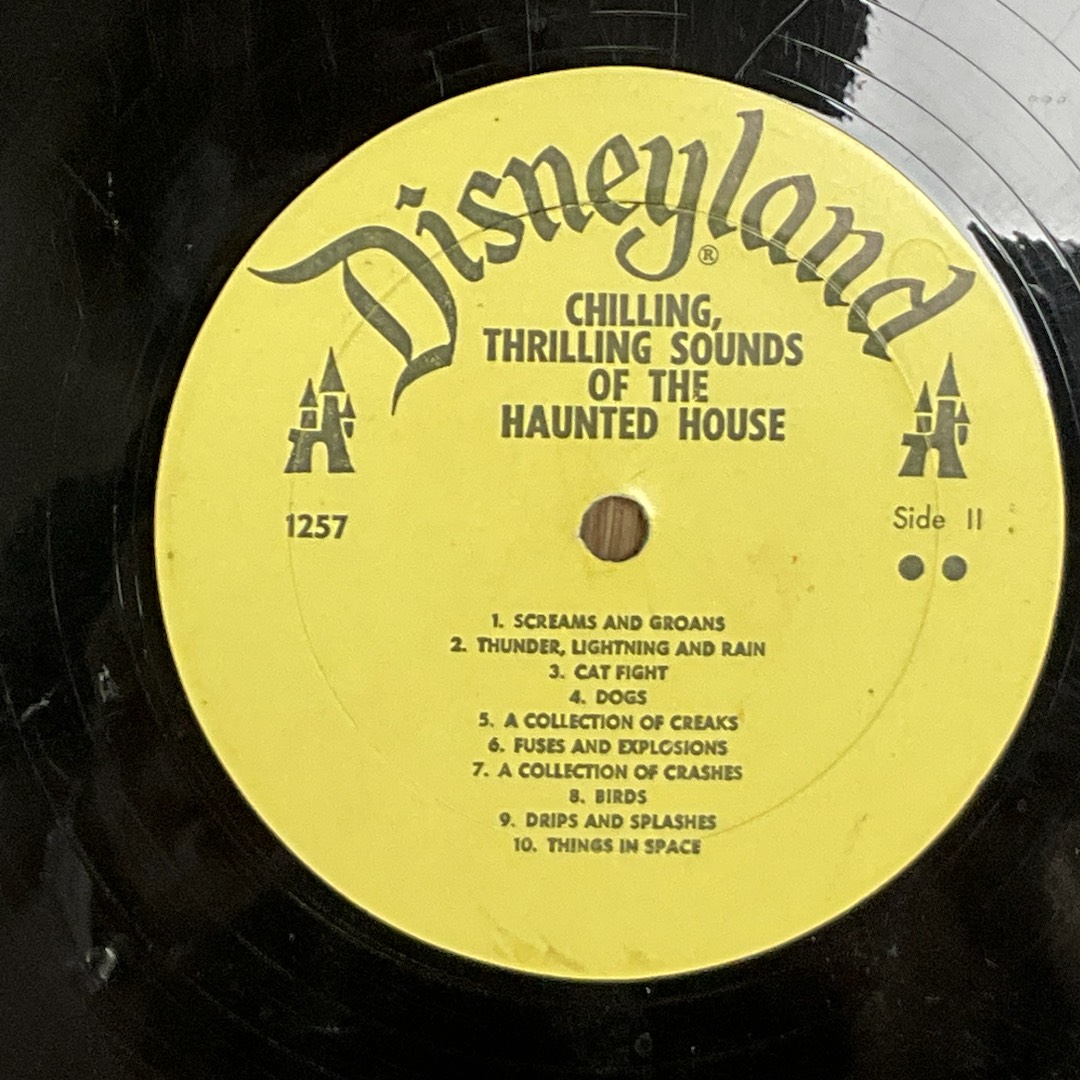 Disneyland
®
CHILLING,
THRILLING SOUNDS
OF THE
HAUNTED HOUSE
1257
Side II
1. SCREAMS AND GROANS
2. THUNDER, LIGHTNING AND RAIN
3. CAT FIGHT
4. DOGS
5. A COLLECTION OF CREAKS
6. FUSES AND EXPLOSIONS
7. A COLLECTION OF CRASHES
8. BIRDS
9. DRIPS AND SPLASHES
10. THINGS IN SPACE